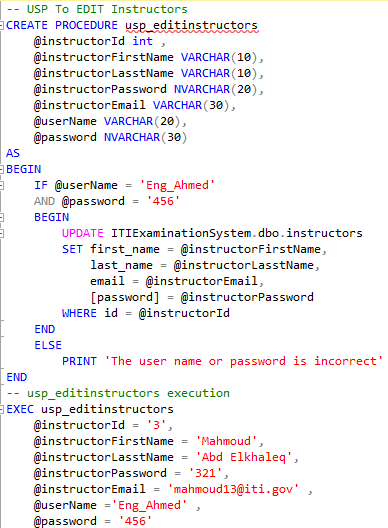 -- USP To EDIT Instructors
CREATE PROCEDURE usp_editinstructors
@instructorId int ,
@instructorFirstName VARCHAR(10),
@instructorLasstName VARCHAR(10),
@instructorPassword NVARCHAR(20),
@instructorEmail VARCHAR(30),
@userName VARCHAR(20),
@password NVARCHAR(30)
AS
BEGIN
IF @userName = 'Eng_Ahmed'
AND @password = '456'
BEGIN
UPDATE ITIExaminationSystem.dbo.instructors
SET first_name = @instructorFirstName,
last_name = @instructorLasstName,
email = @instructorEmail,
[password] = @instructorPassword
WHERE id = @instructorId
END
ELSE
PRINT 'The user name or password is incorrect'
END
-- usp_editinstructors execution
EXEC usp_editinstructors
@instructorId = '3',
@instructorFirstName = 'Mahmoud',
@instructorLasstName = 'Abd Elkhaleq',
@instructorPassword = '321',
@instructorEmail = 'mahmoud13@iti.gov' ,
@userName ='Eng_Ahmed' ,
@password = '456'